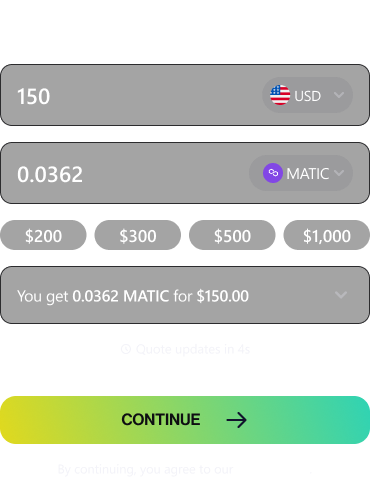 150
USD
0.0362
MATIC
$200
$300
$500
$1,000
You get 0.0362 MATIC for $150.00
Quote updates in 4s
CONTINUE
By continuing, you agree to our